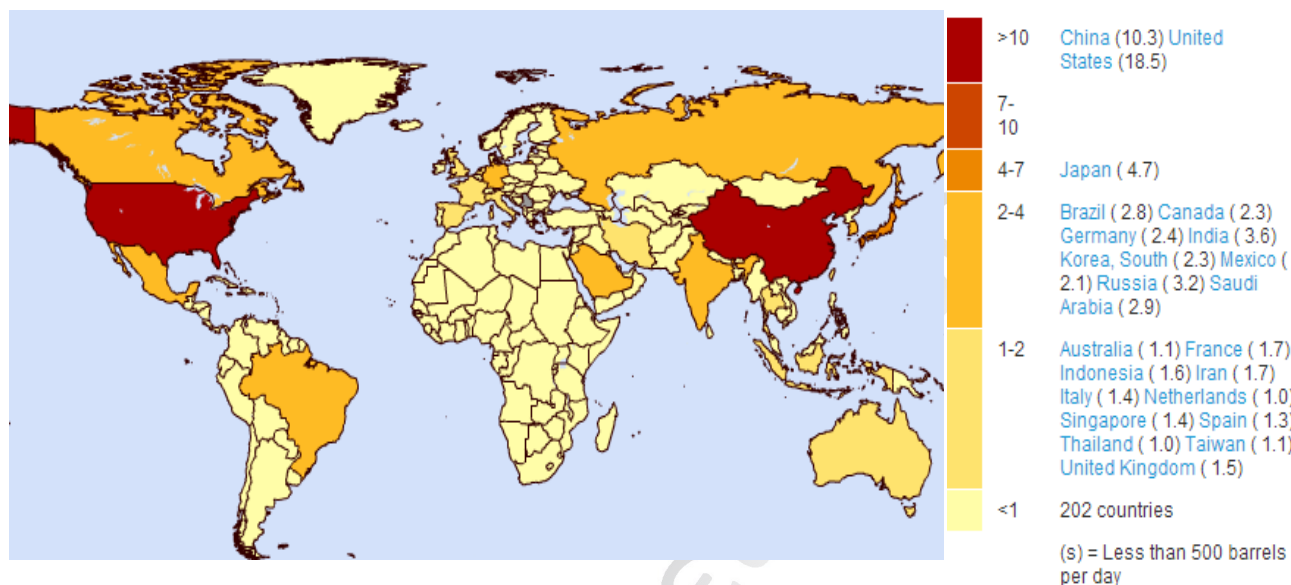 >10 China (10.3) United
States (18.5)
7-
10
4-7 Japan ( 4.7)
2-4 Brazil ( 2.8) Canada ( 2.3)
Germany ( 2.4) India ( 3.6)
Korea, South ( 2.3) Mexico (
2.1) Russia ( 3.2) Saudi
Arabia ( 2.9)
1-2 Australia ( 1.1) France ( 1.7)
Indonesia ( 1.6) Iran ( 1.7)
Italy ( 1.4) Netherlands ( 1.0)
Singapore ( 1.4) Spain ( 1.3)
Thailand ( 1.0) Taiwan ( 1.1)
United Kingdom ( 1.5)
<1 202 countries
(s) = Less than 500 barrels
per day